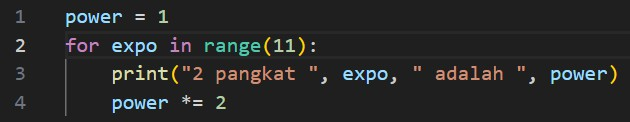 1 power = 1
2 for expo in range(11):
3     print("2 pangkat ", expo, " adalah ", power)
4     power *= 2